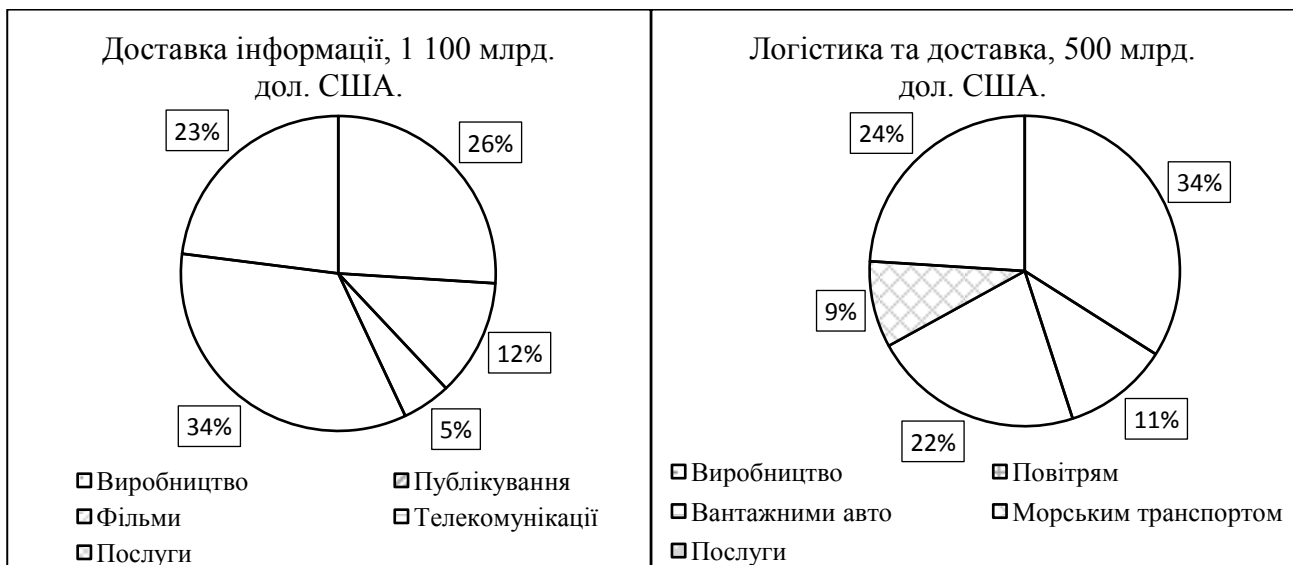 Доставка інформації, 1 100 млрд.
дол. США.
23%
26%
12%
5%
34%
Виробництво
Публікування
Фільми
Телекомунікації
Послуги
Логістика та доставка, 500 млрд.
дол. США.
24%
34%
9%
11%
22%
Виробництво
Повітрям
Вантажними авто
Морським транспортом
Послуги